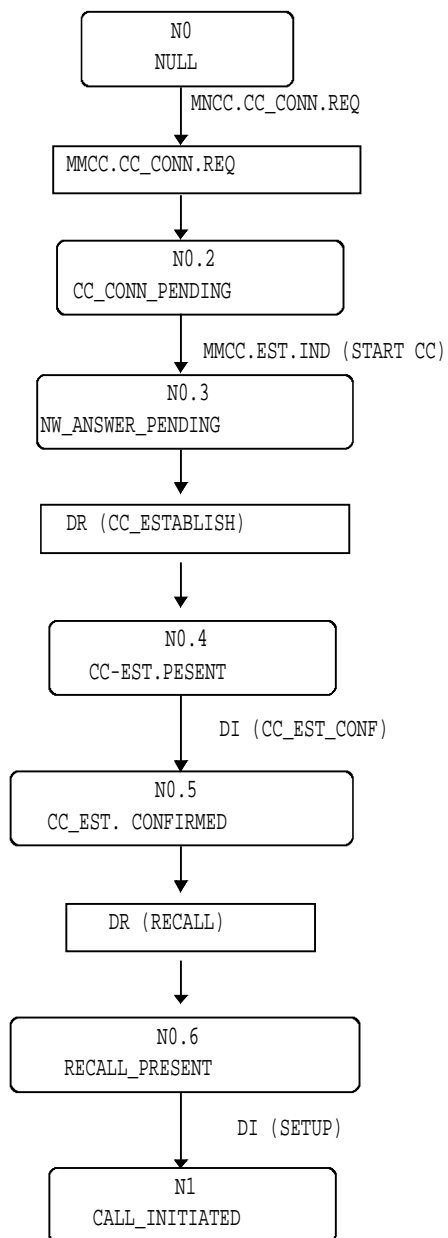 N0
NULL
MNCC.CC_CONN.REQ
MMCC.CC_CONN.REQ
N0.2
CC_CONN_PENDING
MMCC.EST.IND (START CC)
N0.3
NW_ANSWER_PENDING
DR (CC_ESTABLISH)
N0.4
CC-EST.PESENT
DI (CC_EST_CONF)
N0.5
CC_EST. CONFIRMED
DR (RECALL)
N0.6
RECALL_PRESENT
DI (SETUP)
N1
CALL_INITIATED